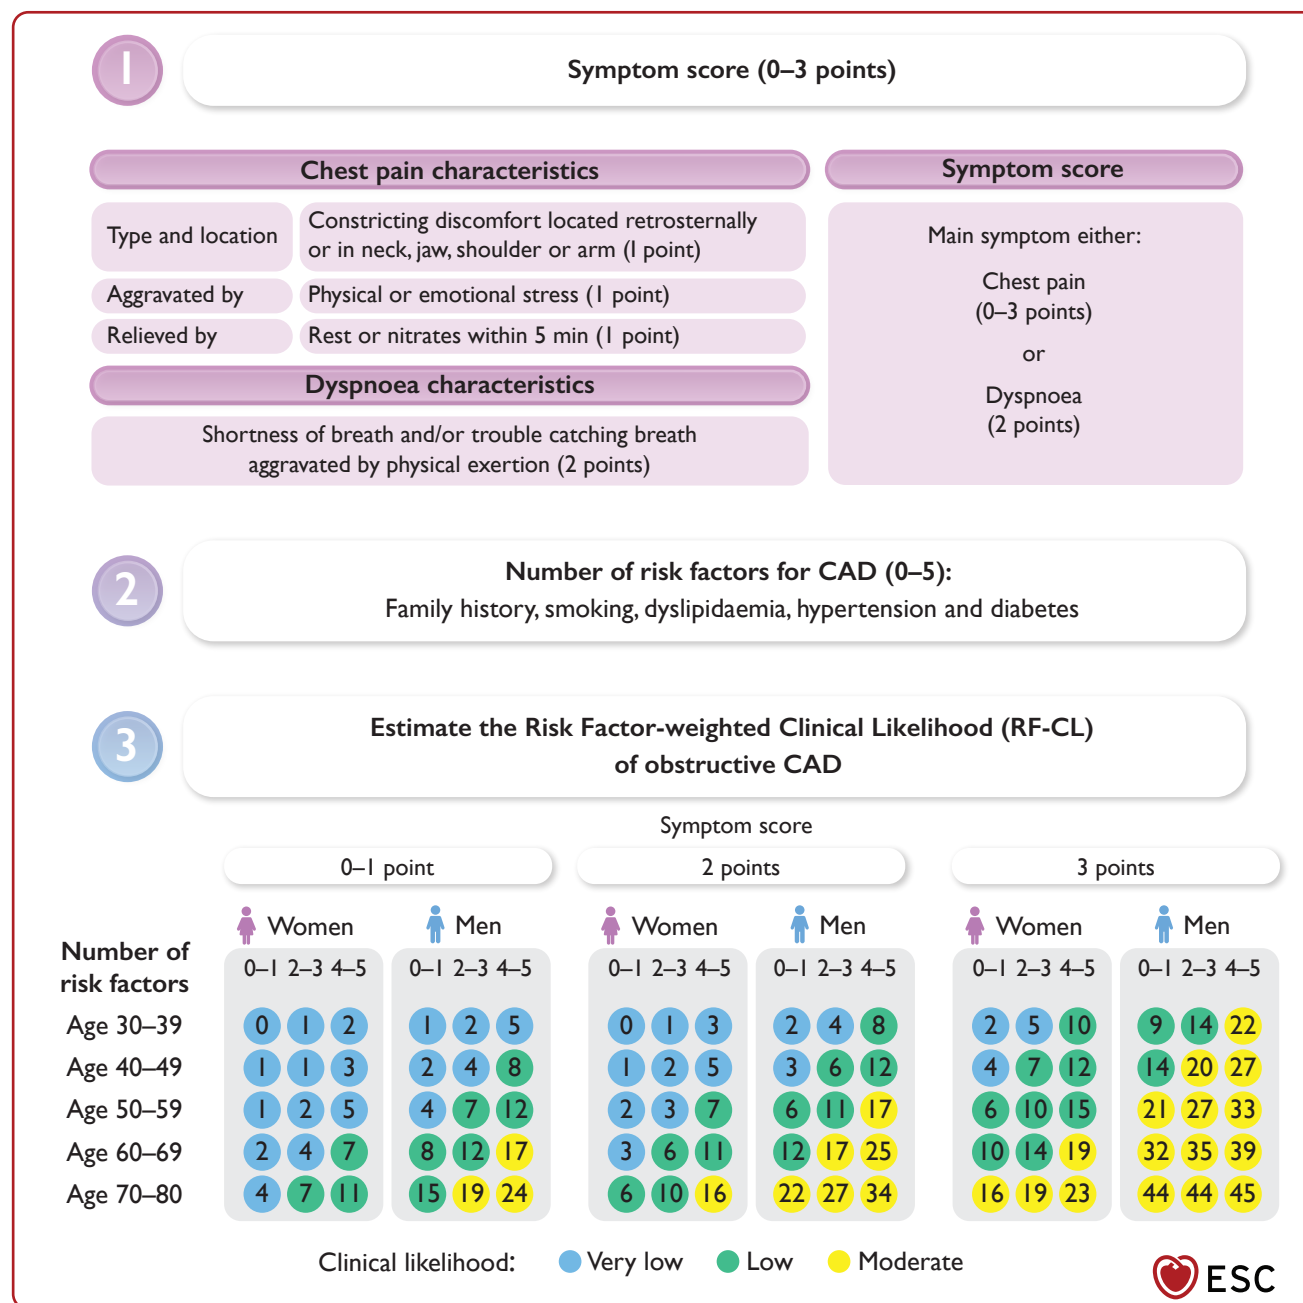 1
Symptom score (0–3 points)
Chest pain characteristics
Type and location
Constricting discomfort located retrosternally
or in neck, jaw, shoulder or arm (1 point)
Aggravated by
Physical or emotional stress (1 point)
Relieved by
Rest or nitrates within 5 min (1 point)
Dyspnoea characteristics
Shortness of breath and/or trouble catching breath
aggravated by physical exertion (2 points)
Symptom score
Main symptom either:
Chest pain
(0–3 points)
or
Dyspnoea
(2 points)
2
Number of risk factors for CAD (0–5):
Family history, smoking, dyslipidaemia, hypertension and diabetes
3
Estimate the Risk Factor-weighted Clinical Likelihood (RF-CL)
of obstructive CAD
Symptom score
0–1 point 2 points 3 points
Women Men Women Men Women Men
Number of
risk factors
0–1 2–3 4–5 0–1 2–3 4–5 0–1 2–3 4–5 0–1 2–3 4–5 0–1 2–3 4–5 0–1 2–3 4–5
Age 30–39 0 1 2 1 2 5 0 1 3 2 4 8 2 5 10 9 14 22
Age 40–49 1 1 3 2 4 8 1 2 5 3 6 12 4 7 12 14 20 27
Age 50–59 1 2 5 4 7 12 2 3 7 6 11 17 6 10 15 21 27 33
Age 60–69 2 4 7 8 12 17 3 6 11 12 17 25 10 14 19 32 35 39
Age 70–80 4 7 11 15 19 24 6 10 16 22 27 34 16 19 23 44 44 45
Clinical likelihood: Very low Low Moderate
ESC